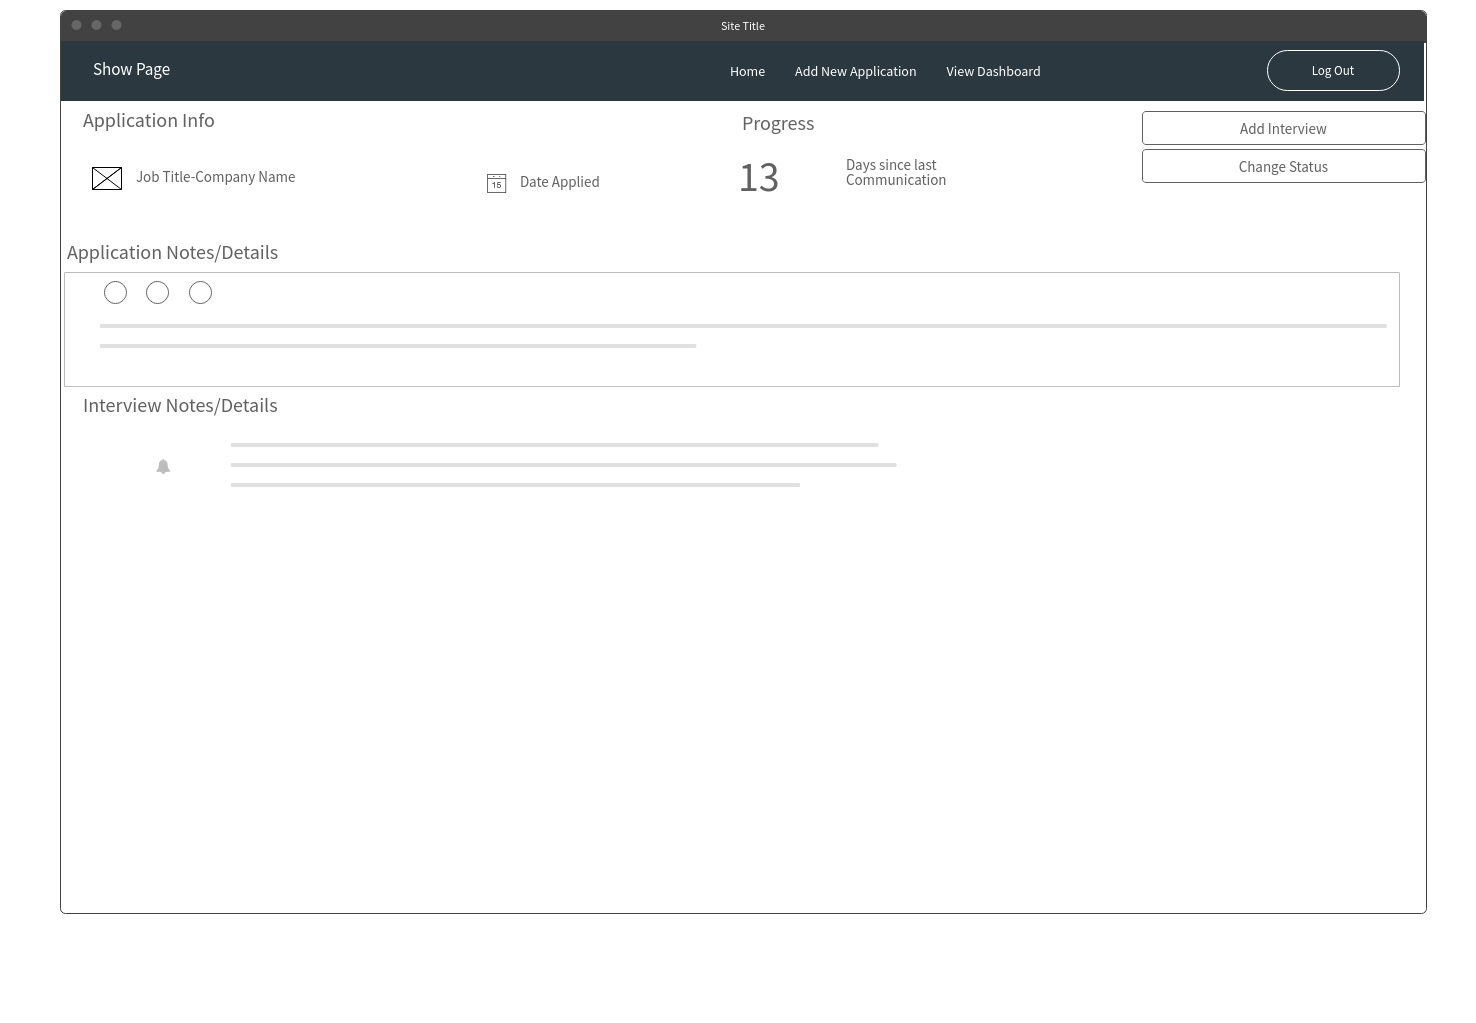 Site Title
Show Page
Home
Add New Application
View Dashboard
Log Out
Application Info
Progress
Add Interview
Job Title-Company Name
15
Date Applied
13
Days since last
Communication
Change Status
Application Notes/Details
Interview Notes/Details